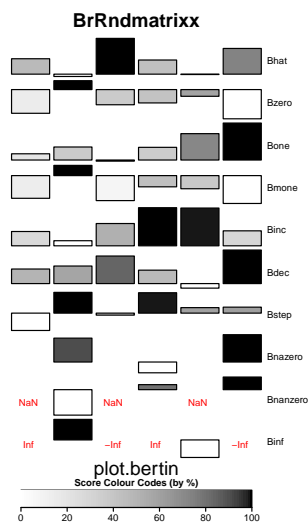 BrRndmatrixx
Bhat
Bzero
Bone
Bmone
Binc
Bdec
Bstep
Bnazero
NaN NaN NaN Bnanzero
Inf −Inf Inf −Inf Binf
plot.bertin
Score Colour Codes (by %)
0 20 40 60 80 100